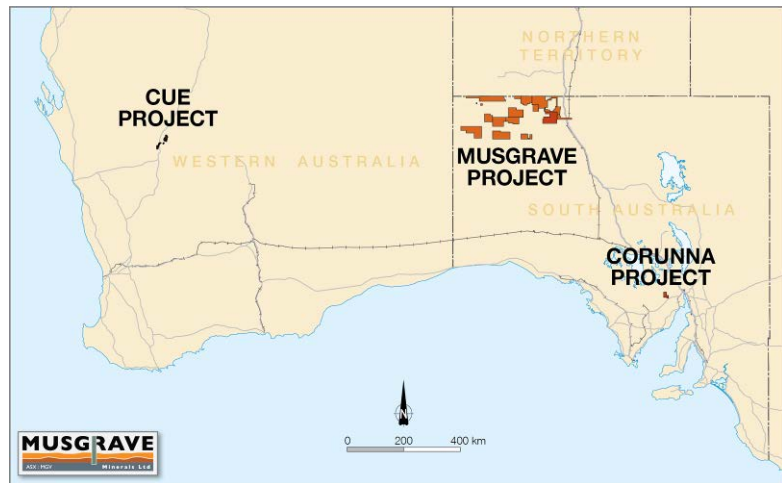 NORTHERN
TERRITORY
CUE
PROJECT
WESTERN AUSTRALIA
MUSGRAVE
PROJECT
SOUTH AUSTRALIA
CORUNNA
PROJECT
N
0 200 400 km
MUSGRAVE
ASX : MGV Minerals Ltd